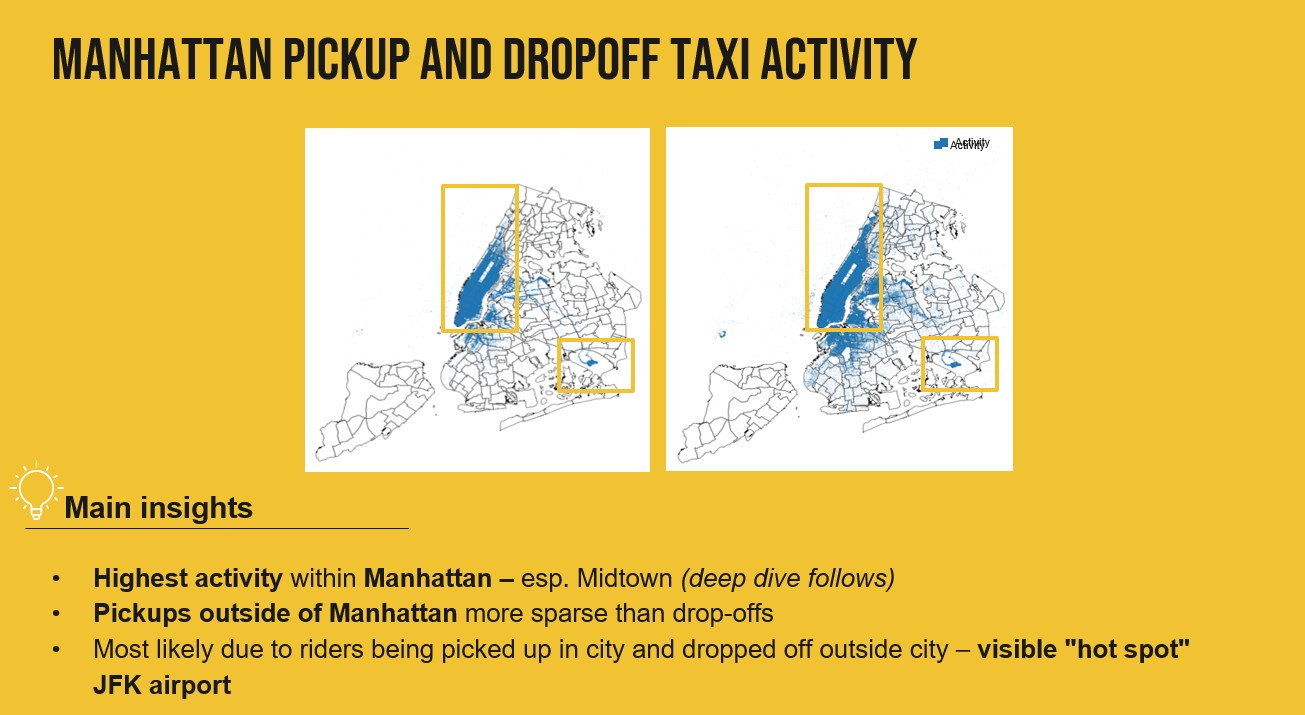 MANHATTAN PICKUP AND DROPOFF TAXI ACTIVITY
Activity
Activity
Main insights
• Highest activity within Manhattan – esp. Midtown (deep dive follows)
• Pickups outside of Manhattan more sparse than drop-offs
• Most likely due to riders being picked up in city and dropped off outside city – visible "hot spot"
JFK airport